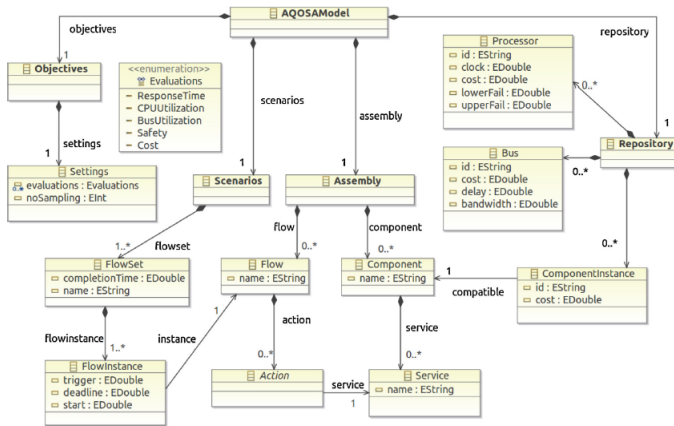 AQOSAModel
objectives
1
repository
1
scenarios
1
assembly
1
Objectives
settings
1
<<enumeration>>
Evaluations
ResponseTime
CPUUtilization
BusUtilization
Safety
Cost
Processor
id : EString
clock : EDouble
cost : EDouble
lowerFail : EDouble
upperFail : EDouble
0..*
Settings
evaluations : Evaluations
noSampling : EInt
Bus
id : EString
cost : EDouble
delay : EDouble
bandwidth : EDouble
0..*
Repository
0..*
Scenarios
Assembly
flowset
1..*
flow
0..*
component
0..*
FlowSet
completionTime : EDouble
name : EString
Flow
name : EString
Component
name : EString
1
compatible
ComponentInstance
id : EString
cost : EDouble
flowinstance
1..*
instance
1
action
0..*
service
0..*
FlowInstance
trigger : EDouble
deadline : EDouble
start : EDouble
Action
service
1
Service
name : EString